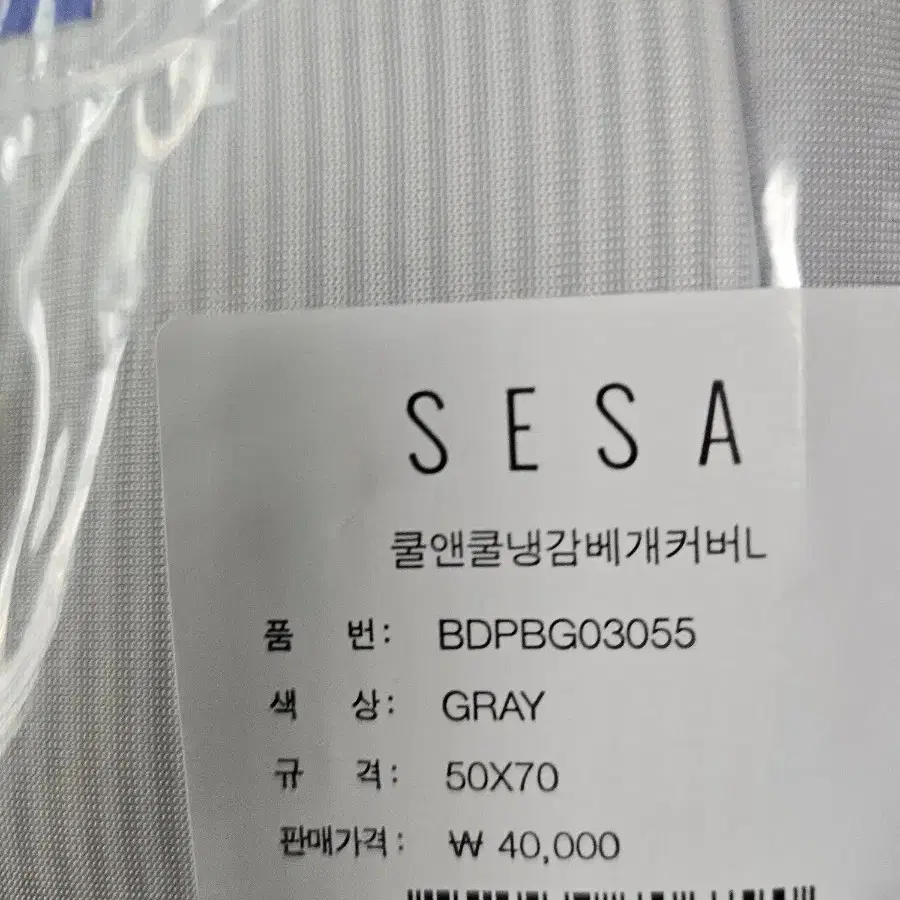 SESA
쿨앤쿨냉감베개커버L
품 번: BDPBG03055
색 상: GRAY
규 격: 50X70
판매가격: ₩ 40,000